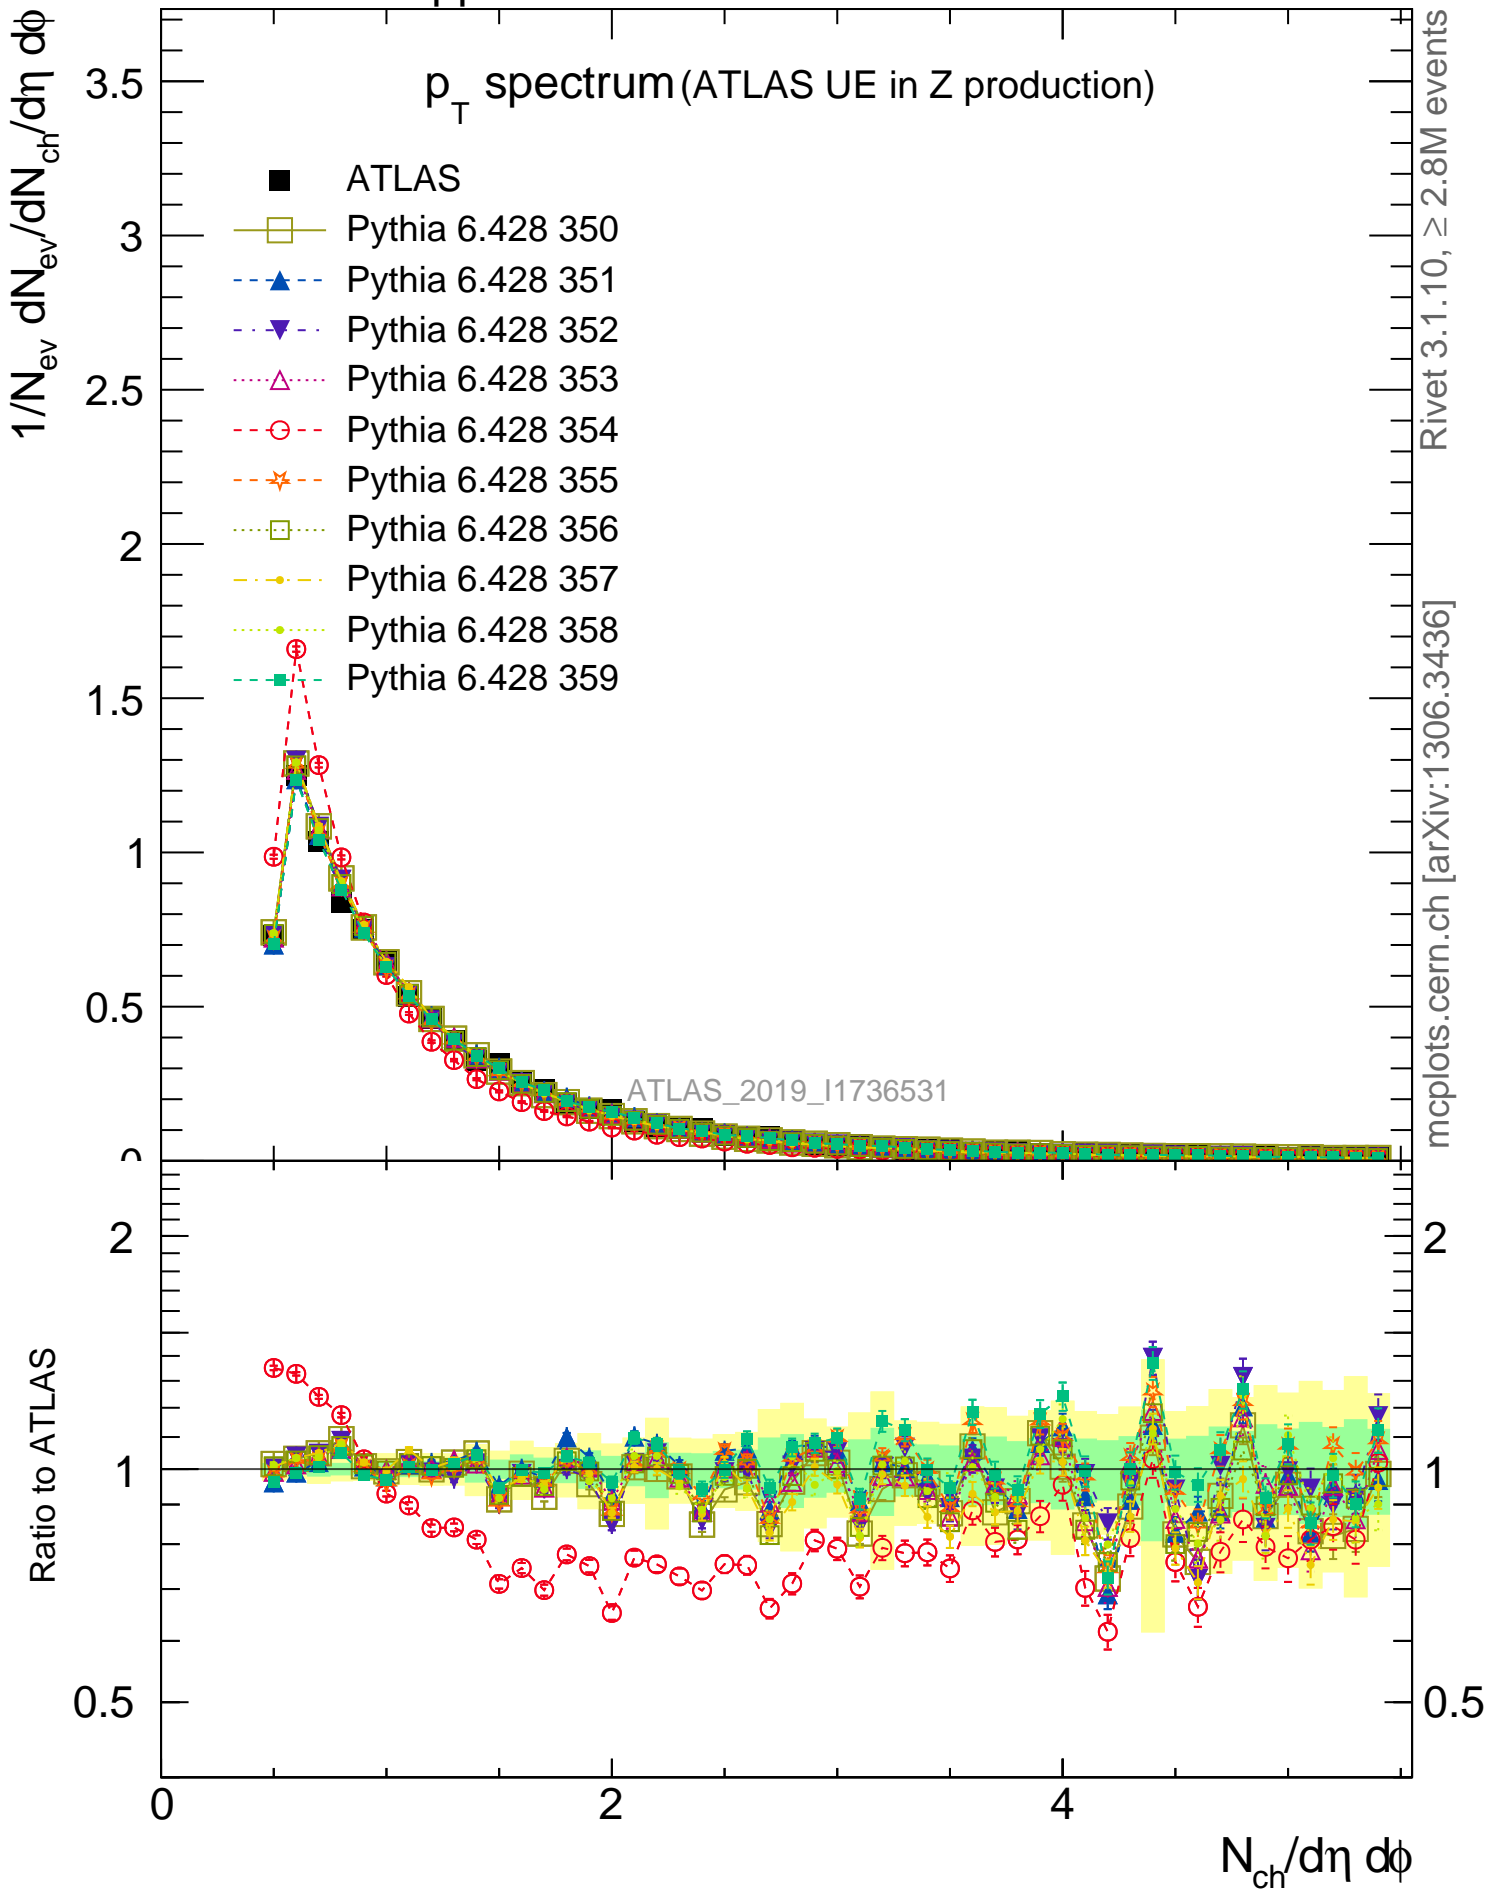 pp
1/N_ev dN_ev/dN_ch/dη dϕ
p_T spectrum (ATLAS UE in Z production)
ATLAS
Pythia 6.428 350
Pythia 6.428 351
Pythia 6.428 352
Pythia 6.428 353
Pythia 6.428 354
Pythia 6.428 355
Pythia 6.428 356
Pythia 6.428 357
Pythia 6.428 358
Pythia 6.428 359
3.5
3
2.5
2
1.5
1
0.5
0
ATLAS_2019_I1736531
Rivet 3.1.10, ≥ 2.8M events
mcplots.cern.ch [arXiv:1306.3436]
Ratio to ATLAS
2
1
0.5
2
1
0.5
0
2
4
N_ch/dη dϕ